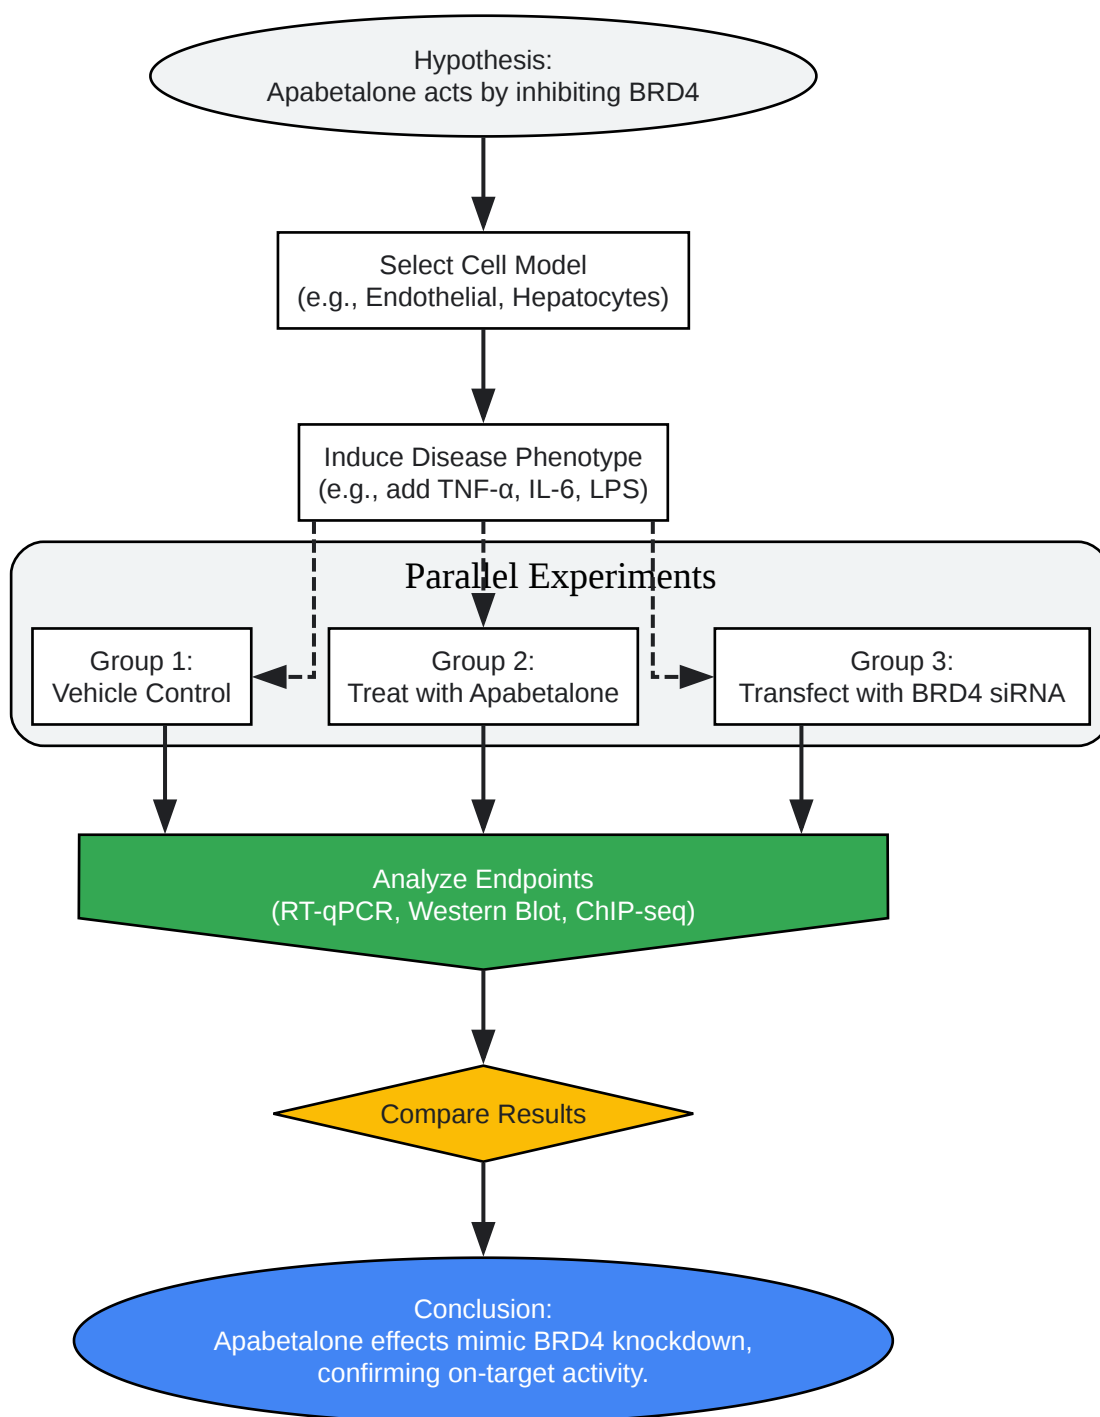 Hypothesis:
Apabetalone acts by inhibiting BRD4
Select Cell Model
(e.g., Endothelial, Hepatocytes)
Induce Disease Phenotype
(e.g., add TNF-α, IL-6, LPS)
Parallel Experiments
Group 1:
Vehicle Control
Group 2:
Treat with Apabetalone
Group 3:
Transfect with BRD4 siRNA
Analyze Endpoints
(RT-qPCR, Western Blot, ChIP-seq)
Compare Results
Conclusion:
Apabetalone effects mimic BRD4 knockdown,
confirming on-target activity.